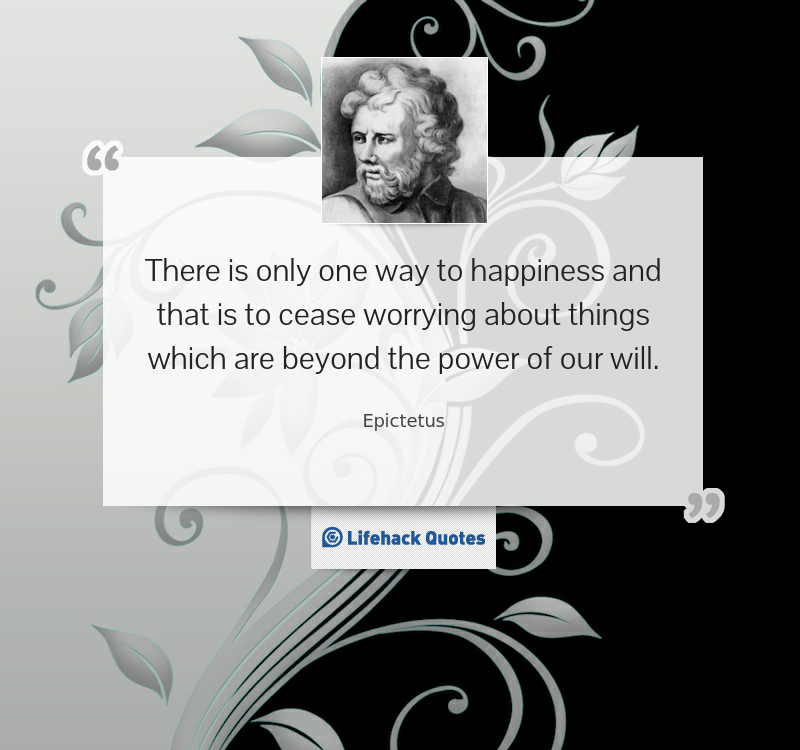 “
There is only one way to happiness and
that is to cease worrying about things
which are beyond the power of our will.
Epictetus
”
Lifehack Quotes